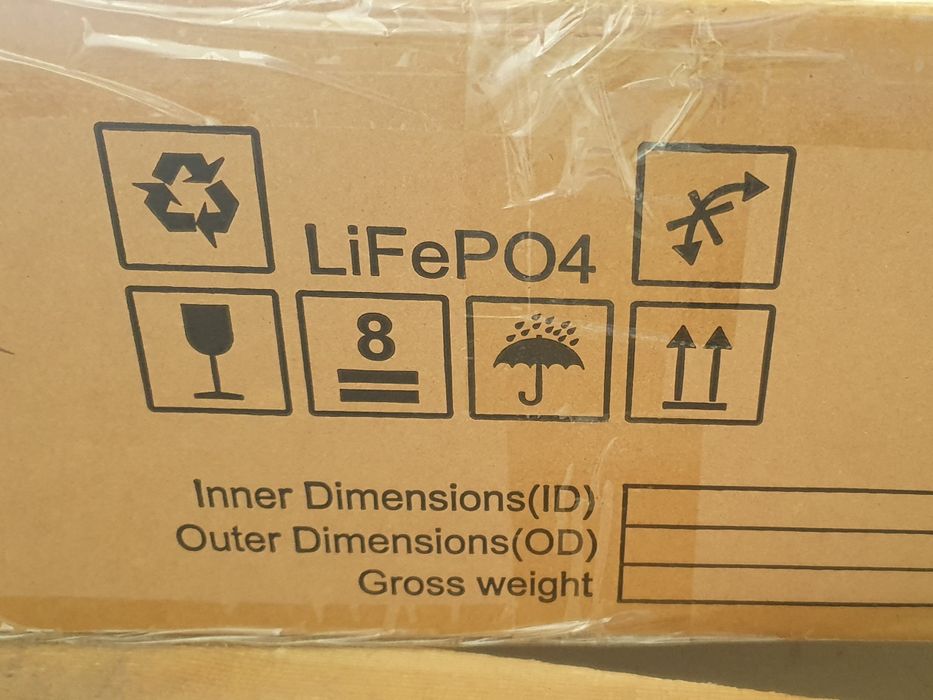 LiFePO4
8
Inner Dimensions(ID)
Outer Dimensions(OD)
Gross weight